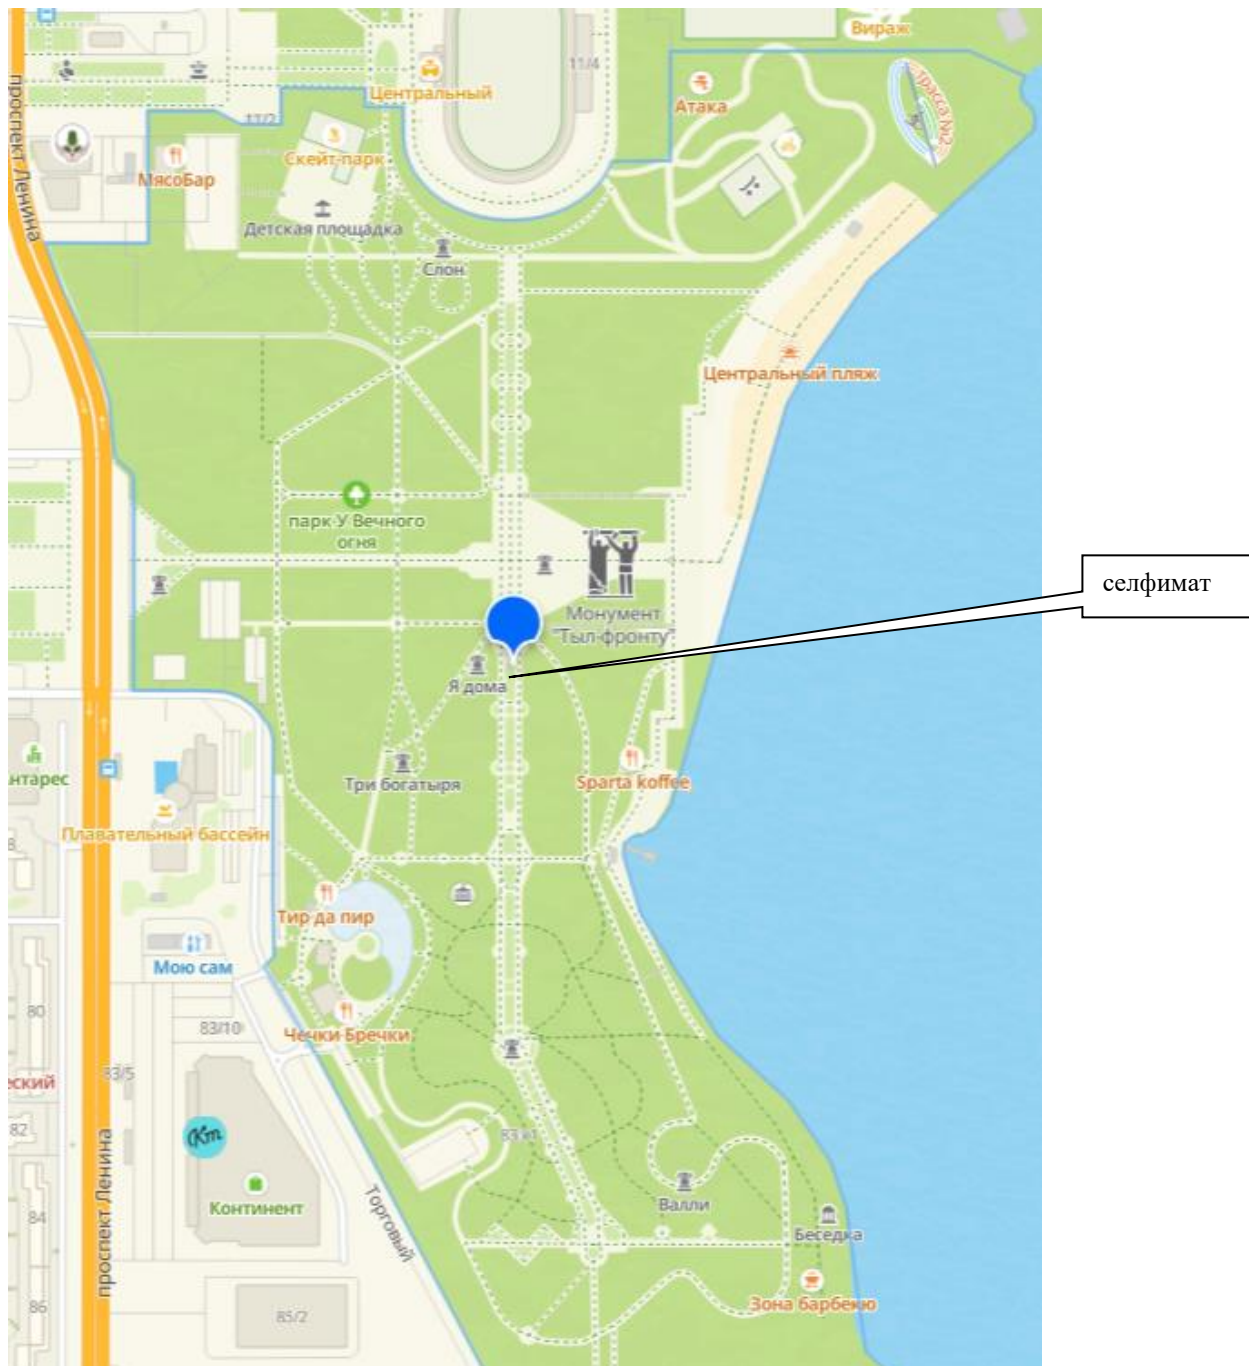 Вираж
11/4
Центральный
проспект Ленина
Атака
трасса №2
11/2
Скейт-парк
МясоБар
Детская площадка
Слон
Центральный пляж
парк У Вечного
огня
селфимат
Монумент
"Тыл-фронту"
Я дома
Sparta koffee
Три богатыря
нтарес
Плавательный бассейн
8
Тир да пир
Мою сам
80
83/10
Чечки Бречки
83/5
еский
82
Кт
Валли
Континент
84
Торговый
Беседка
проспект Ленина
Зона барбекю
86
85/2